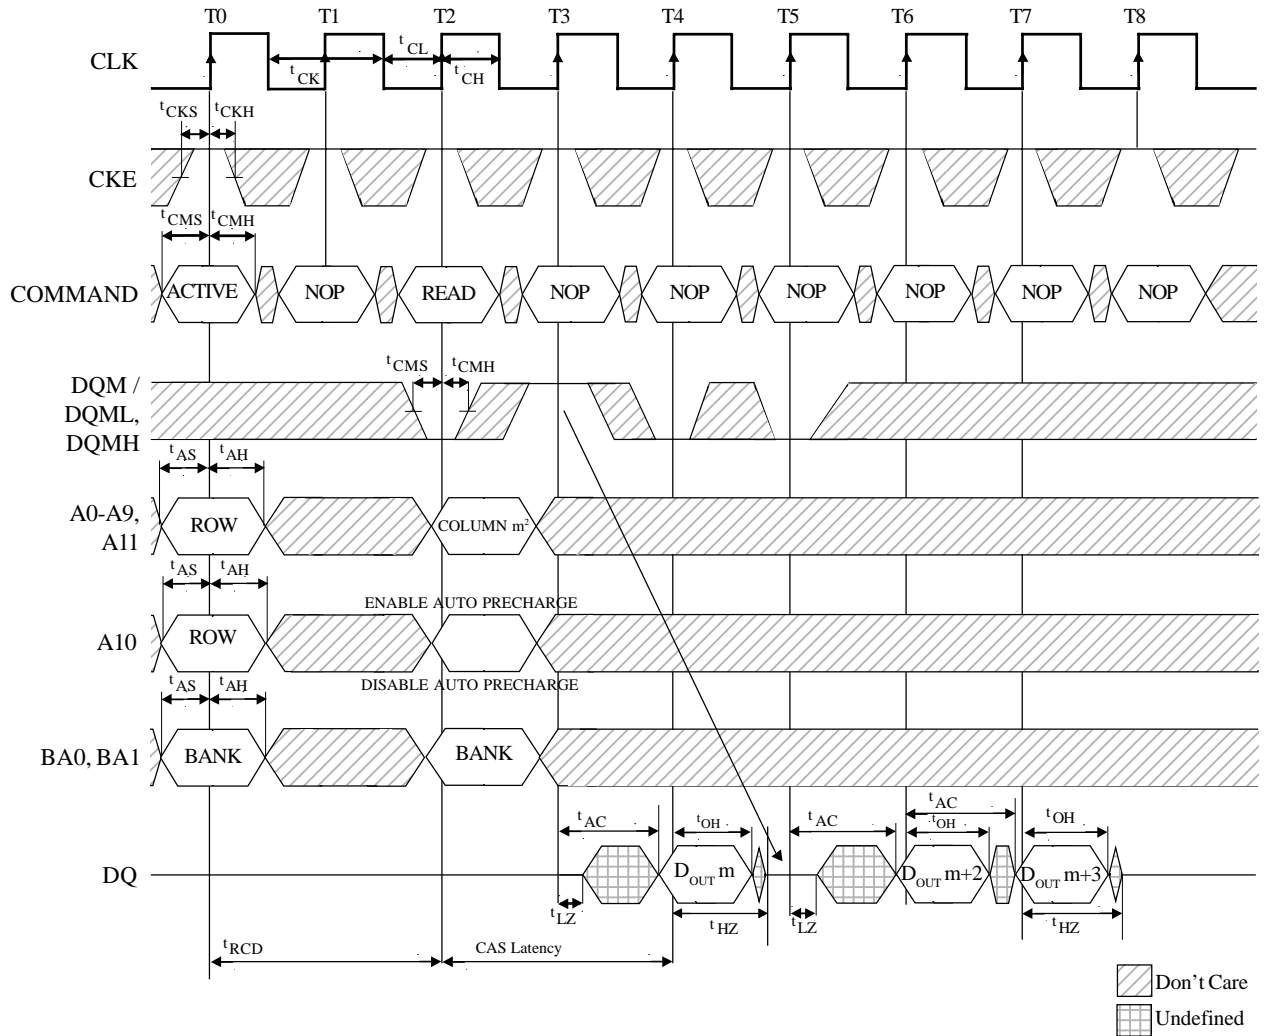 T0 T1 T2 T3 T4 T5 T6 T7 T8
CLK
tCK tCL tCH
tCKS tCKH
CKE
tCMS tCMH
COMMAND ACTIVE NOP READ NOP NOP NOP NOP NOP NOP
tCMS tCMH
DQM /
DQML,
DQMH
tAS tAH
A0-A9,
A11
ROW COLUMN m2
tAS tAH
ENABLE AUTO PRECHARGE
A10 ROW
DISABLE AUTO PRECHARGE
tAS tAH
BA0, BA1 BANK BANK
tAC tOH tAC tAC tOH tOH
DQ DOUT m DOUT m+2 DOUT m+3
tLZ tHZ tLZ tHZ
tRCD CAS Latency
Don't Care
Undefined